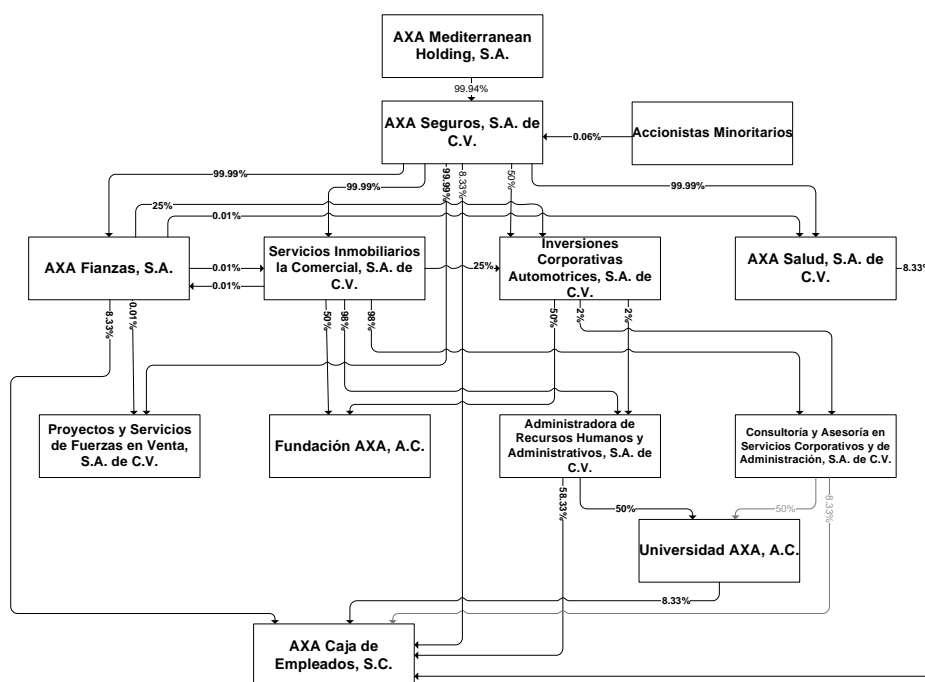 AXA Mediterranean
Holding, S.A.
99.94%
AXA Seguros, S.A. de
C.V.
0.06%
Accionistas Minoritarios
99.99%
99.99%
99.99%
8.33%
50%
99.99%
25%
0.01%
AXA Fianzas, S.A.
0.01%
0.01%
Servicios Inmobiliarios
la Comercial, S.A. de
C.V.
25%
Inversiones
Corporativas
Automotrices, S.A. de
C.V.
AXA Salud, S.A. de
C.V.
8.33%
8.33%
0.01%
50%
98%
98%
50%
2%
2%
Proyectos y Servicios
de Fuerzas en Venta,
S.A. de C.V.
Fundación AXA, A.C.
Administradora de
Recursos Humanos y
Administrativos, S.A.
de C.V.
Consultoría y Asesoría en
Servicios Corporativos y de
Administración, S.A. de C.V.
58.33%
50%
50%
8.33%
Universidad AXA, A.C.
8.33%
AXA Caja de
Empleados, S.C.